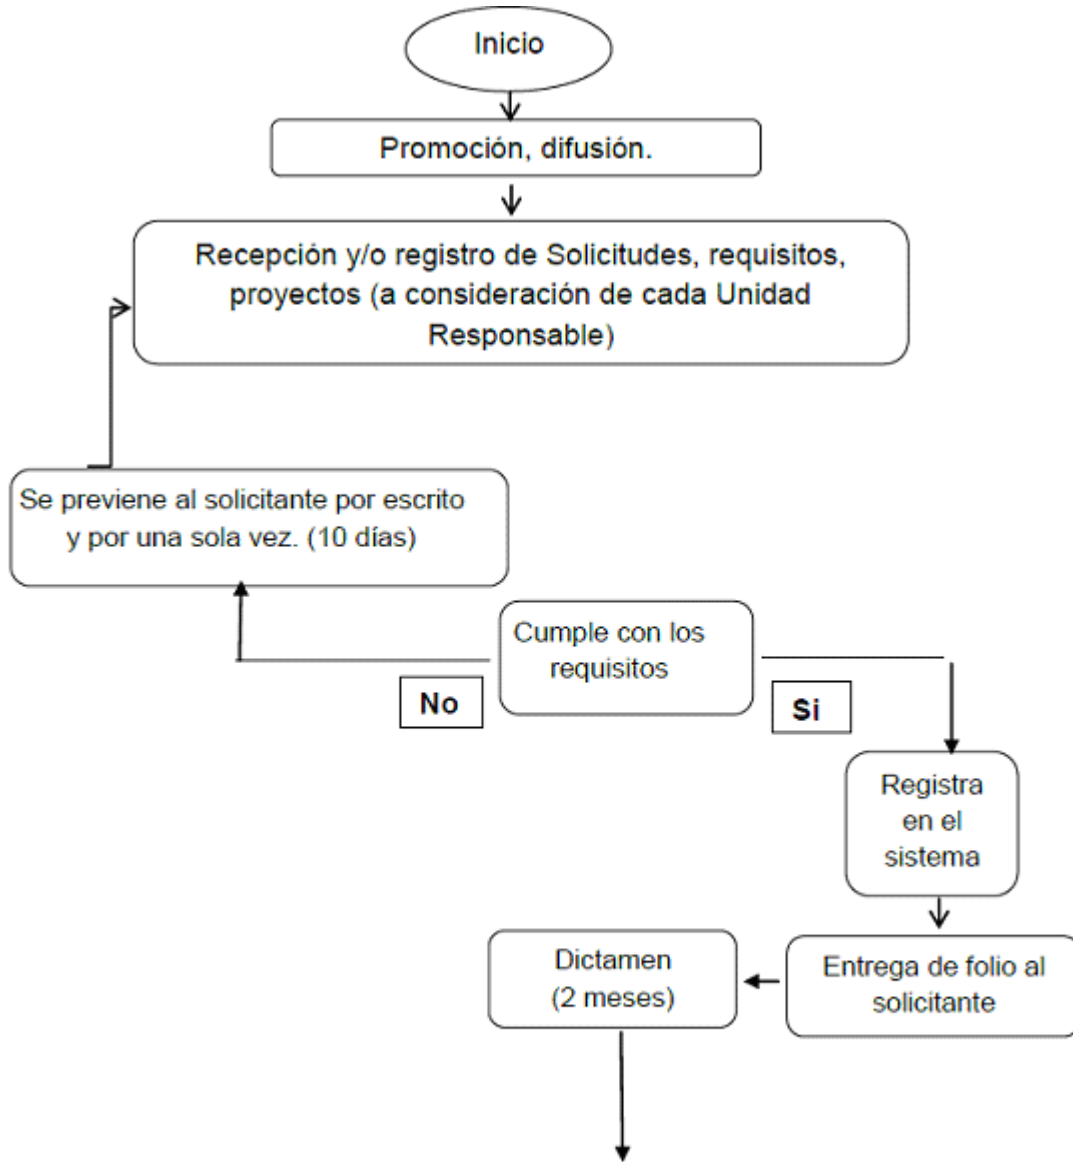 Inicio
Promoción, difusión.
Recepción y/o registro de Solicitudes, requisitos,
proyectos (a consideración de cada Unidad
Responsable)
Se previene al solicitante por escrito
y por una sola vez. (10 días)
Cumple con los
requisitos
No
Si
Registra
en el
sistema
Dictamen
(2 meses)
Entrega de folio al
solicitante